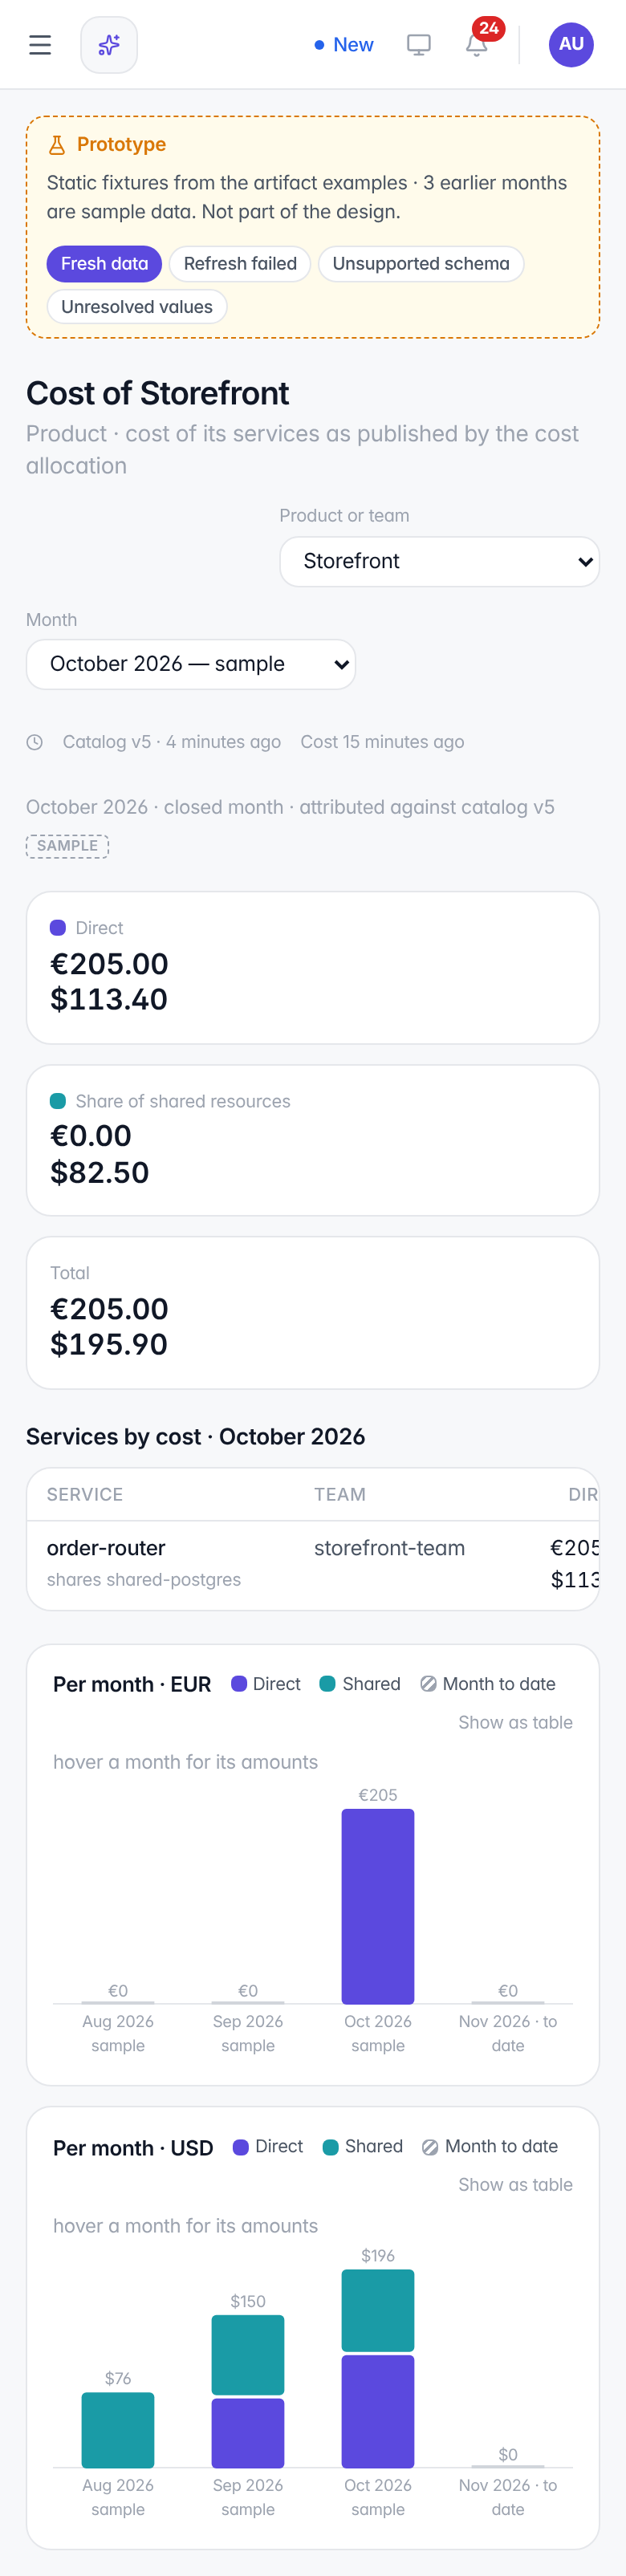 New
24
AU
Prototype
Static fixtures from the artifact examples · 3 earlier months
are sample data. Not part of the design.
Fresh data
Refresh failed
Unsupported schema
Unresolved values
Cost of Storefront
Product · cost of its services as published by the cost
allocation
Product or team
Storefront
Month
October 2026 — sample
Catalog v5 · 4 minutes ago
Cost 15 minutes ago
October 2026 · closed month · attributed against catalog v5
SAMPLE
Direct
€205.00
$113.40
Share of shared resources
€0.00
$82.50
Total
€205.00
$195.90
Services by cost · October 2026
SERVICE TEAM DIR
order-router storefront-team €205
shares shared-postgres $113
Per month · EUR Direct Shared Month to date
Show as table
hover a month for its amounts
€205
€0 €0 €0
Aug 2026 Sep 2026 Oct 2026 Nov 2026 · to
sample sample sample date
Per month · USD Direct Shared Month to date
Show as table
hover a month for its amounts
$196
$150
$76
$0
Aug 2026 Sep 2026 Oct 2026 Nov 2026 · to
sample sample sample date